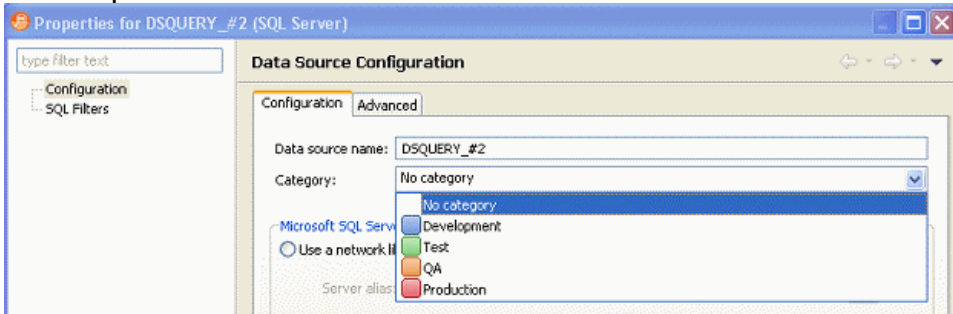 Properties for DSQUERY_#2 (SQL Server)
type filter text
Configuration
SQL Filters
Data Source Configuration
Configuration
Advanced
Data source name: DSQUERY_#2
Category: No category
No category
Development
Test
QA
Production
Microsoft SQL Serv
Use a network li
Server alias: